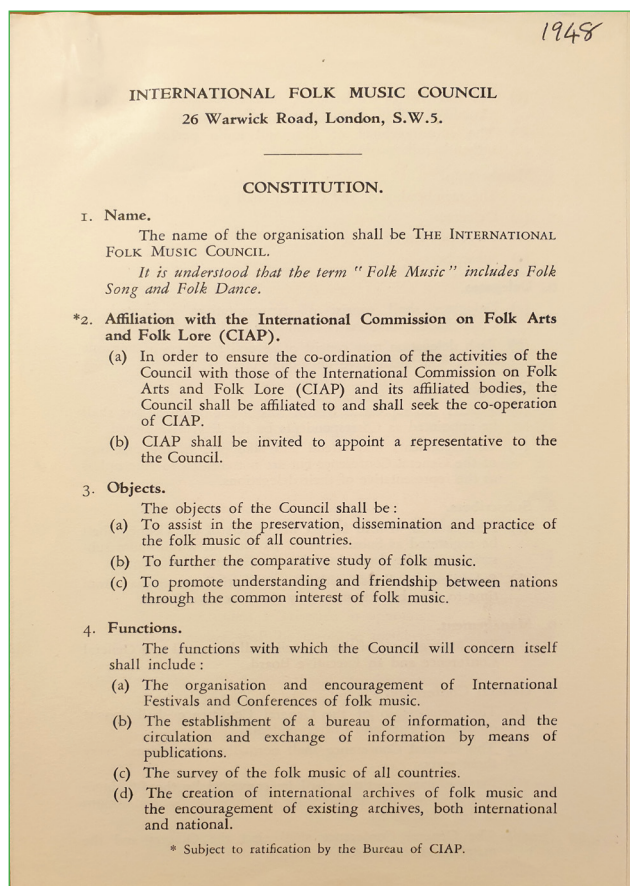 1948
INTERNATIONAL FOLK MUSIC COUNCIL
26 Warwick Road, London, S.W.5.
CONSTITUTION.
1. Name.
The name of the organisation shall be THE INTERNATIONAL
FOLK MUSIC COUNCIL.
It is understood that the term "Folk Music" includes Folk
Song and Folk Dance.
*2. Affiliation with the International Commission on Folk Arts
and Folk Lore (CIAP).
(a) In order to ensure the co-ordination of the activities of the
Council with those of the International Commission on Folk
Arts and Folk Lore (CIAP) and its affiliated bodies, the
Council shall be affiliated to and shall seek the co-operation
of CIAP.
(b) CIAP shall be invited to appoint a representative to the
the Council.
3. Objects.
The objects of the Council shall be :
(a) To assist in the preservation, dissemination and practice of
the folk music of all countries.
(b) To further the comparative study of folk music.
(c) To promote understanding and friendship between nations
through the common interest of folk music.
4. Functions.
The functions with which the Council will concern itself
shall include :
(a) The organisation and encouragement of International
Festivals and Conferences of folk music.
(b) The establishment of a bureau of information, and the
circulation and exchange of information by means of
publications.
(c) The survey of the folk music of all countries.
(d) The creation of international archives of folk music and
the encouragement of existing archives, both international
and national.
* Subject to ratification by the Bureau of CIAP.